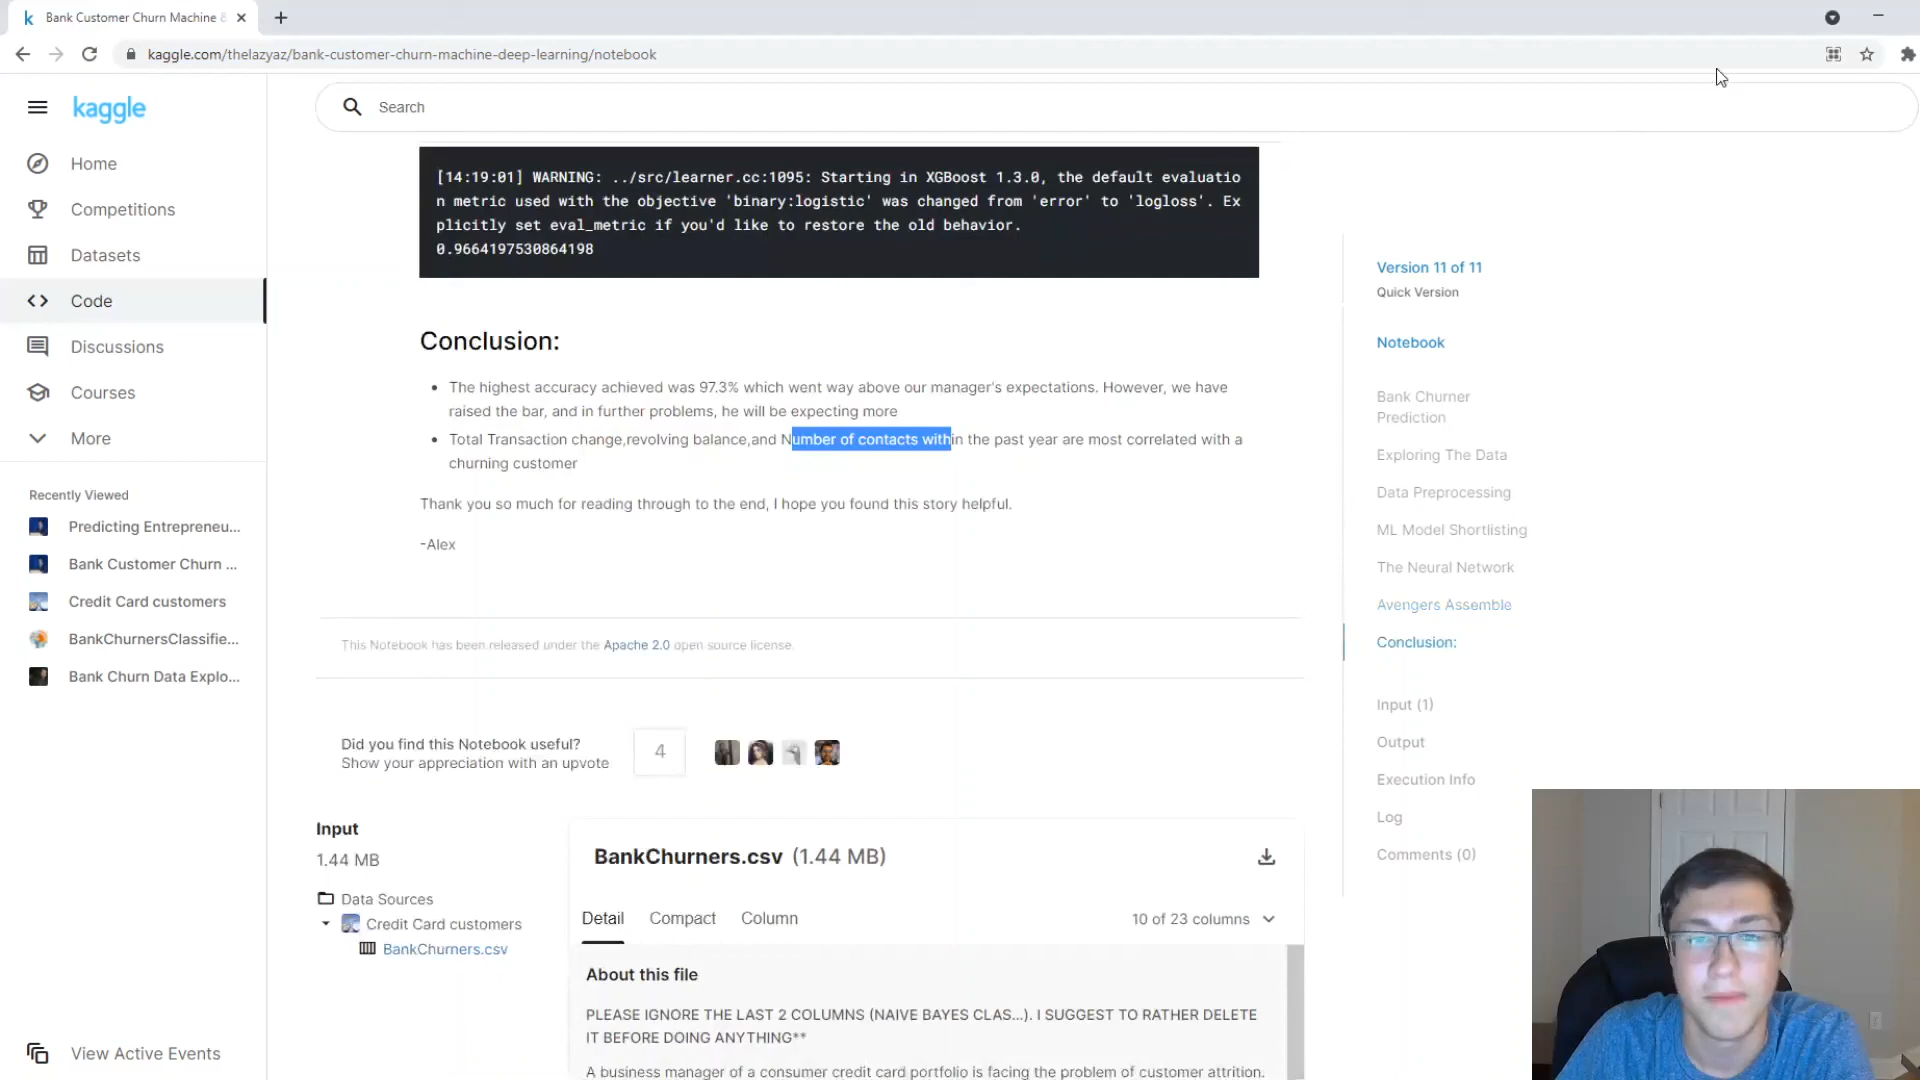 Bank Customer Churn Machine &
kaggle.com/thelazyaz/bank-customer-churn-machine-deep-learning/notebook
kaggle
Search
Home
Competitions
Datasets
Code
Discussions
Courses
More
Recently Viewed
Predicting Entrepreneu...
Bank Customer Churn ...
Credit Card customers
BankChurnersClassifie...
Bank Churn Data Explo...
View Active Events
[14:19:01] WARNING: ../src/learner.cc:1095: Starting in XGBoost 1.3.0, the default evaluatio
n metric used with the objective 'binary:logistic' was changed from 'error' to 'logloss'. Ex
plicitly set eval_metric if you'd like to restore the old behavior.
0.9664197530864198
Conclusion:
The highest accuracy achieved was 97.3% which went way above our manager's expectations. However, we have
raised the bar, and in further problems, he will be expecting more
Total Transaction change,revolving balance,and Number of contacts within the past year are most correlated with a
churning customer
Thank you so much for reading through to the end, I hope you found this story helpful.
-Alex
This Notebook has been released under the Apache 2.0 open source license.
Did you find this Notebook useful?
Show your appreciation with an upvote
4
Input
1.44 MB
Data Sources
Credit Card customers
BankChurners.csv
BankChurners.csv (1.44 MB)
Detail
Compact
Column
10 of 23 columns
About this file
PLEASE IGNORE THE LAST 2 COLUMNS (NAIVE BAYES CLAS...). I SUGGEST TO RATHER DELETE
IT BEFORE DOING ANYTHING**
A business manager of a consumer credit card portfolio is facing the problem of customer attrition.
Version 11 of 11
Quick Version
Notebook
Bank Churner
Prediction
Exploring The Data
Data Preprocessing
ML Model Shortlisting
The Neural Network
Avengers Assemble
Conclusion:
Input (1)
Output
Execution Info
Log
Comments (0)